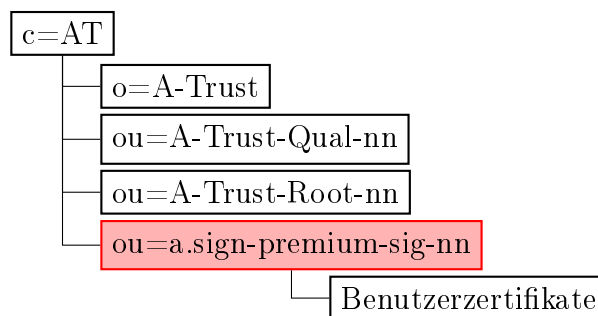 c=AT
o=A-Trust
ou=A-Trust-Qual-nn
ou=A-Trust-Root-nn
ou=a.sign-premium-sig-nn
Benutzerzertifikate